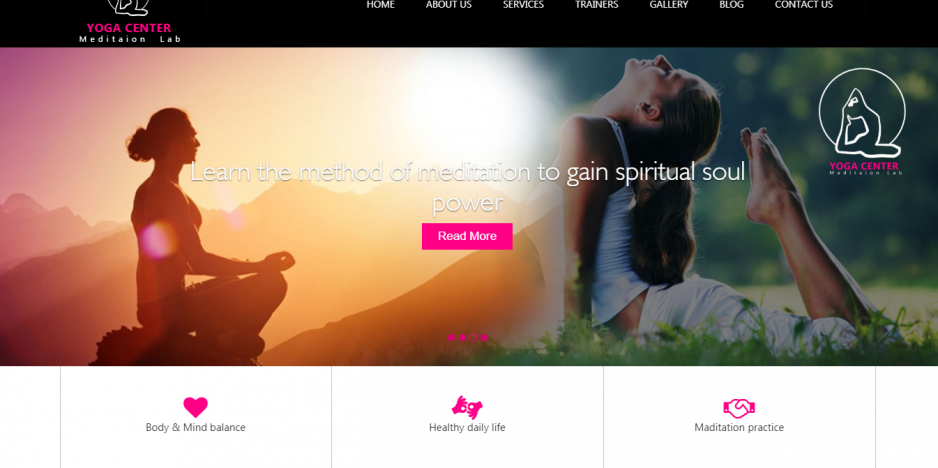 HOME ABOUT US SERVICES TRAINERS GALLERY BLOG CONTACT US
YOGA CENTER
Meditaion Lab
YOGA CENTER
Meditaion Lab
Learn the method of meditation to gain spiritual soul
power
Read More
Body & Mind balance
Healthy daily life
Maditation practice